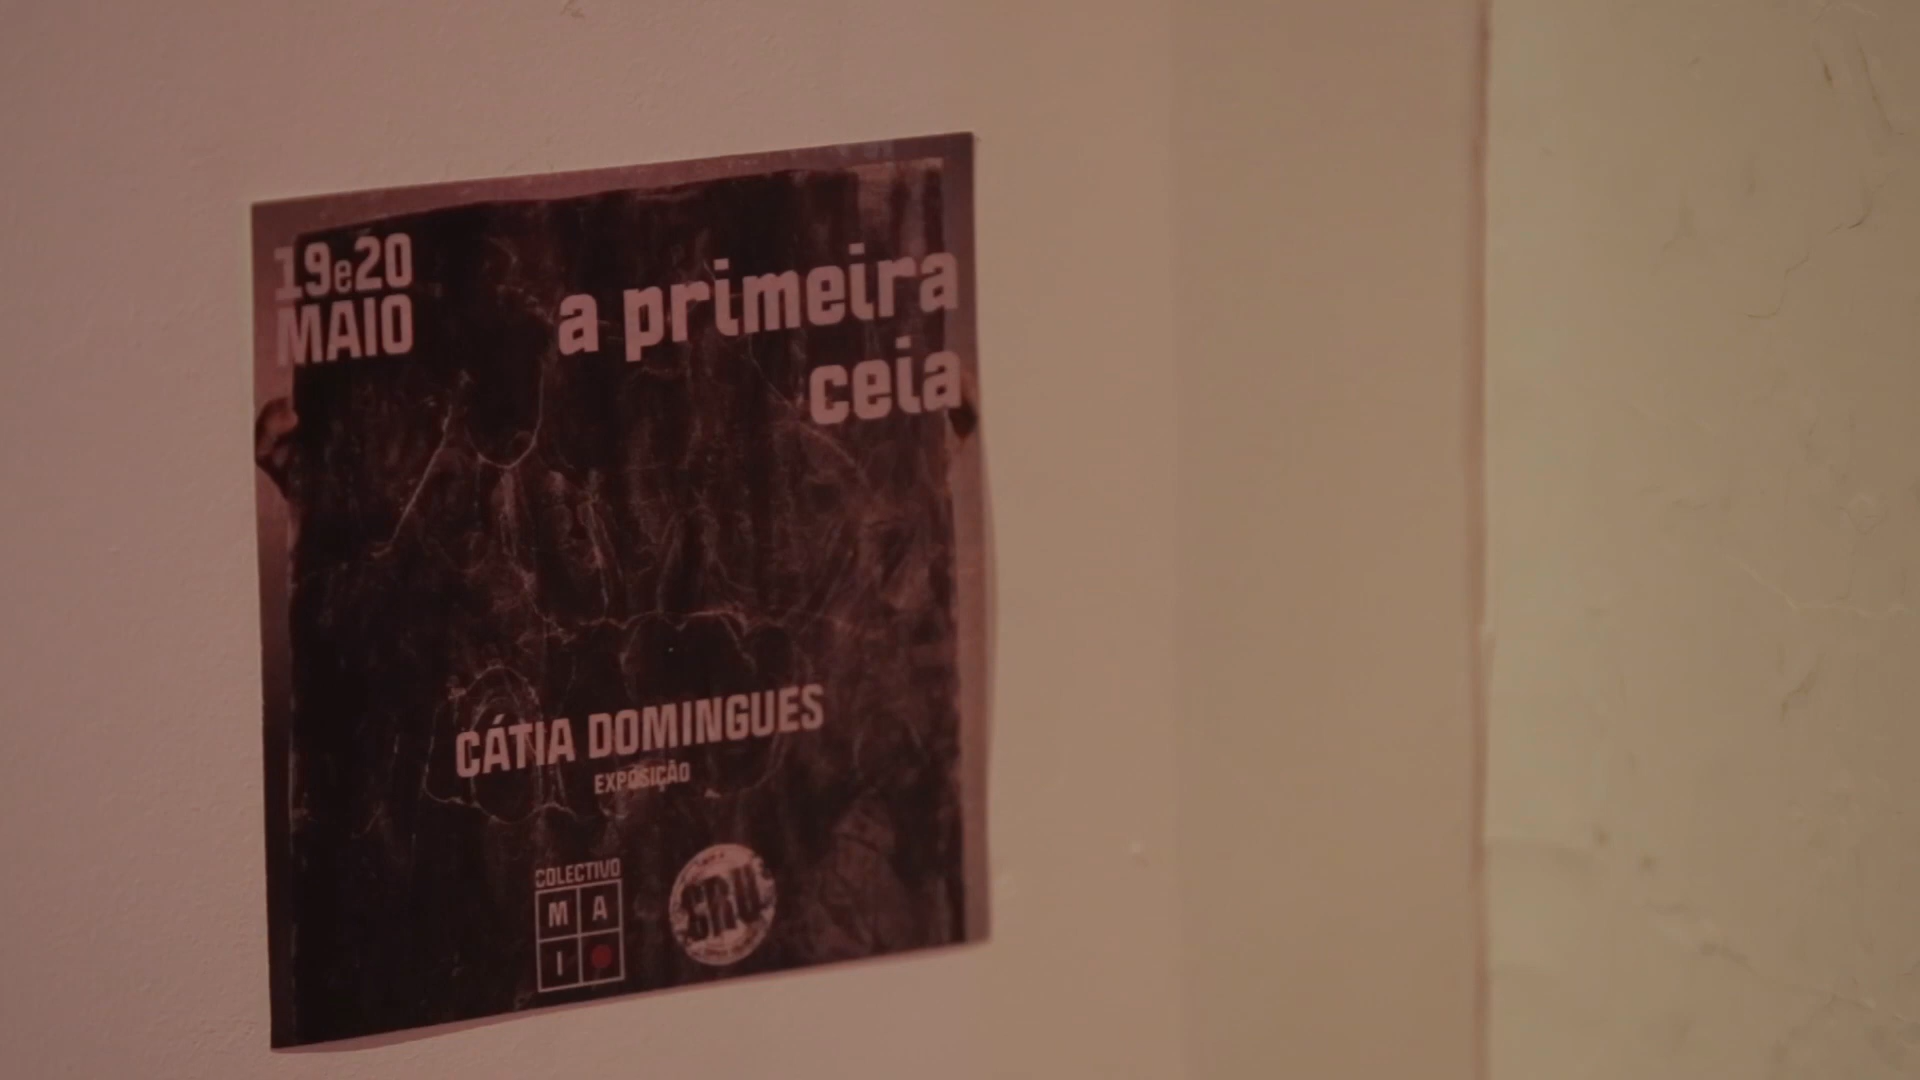 19e20
MAIO
a primeira
ceia
CÁTIA DOMINGUES
EXPOSIÇÃO
COLECTIVO
M A
I
CRU